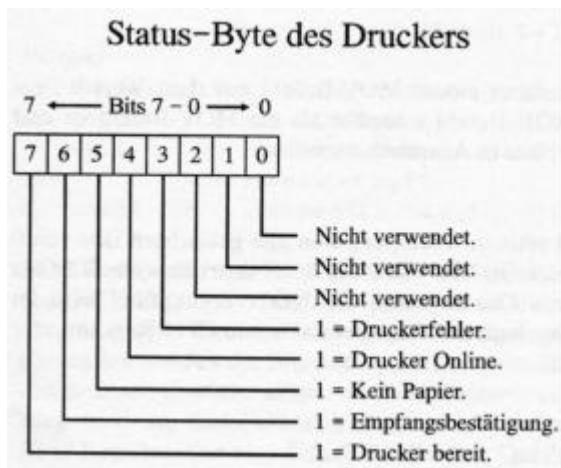 Status-Byte des Druckers
7 ⟵ Bits 7 - 0 ⟶ 0
7 6 5 4 3 2 1 0
Nicht verwendet.
Nicht verwendet.
Nicht verwendet.
1 = Druckerfehler.
1 = Drucker Online.
1 = Kein Papier.
1 = Empfangsbestätigung.
1 = Drucker bereit.